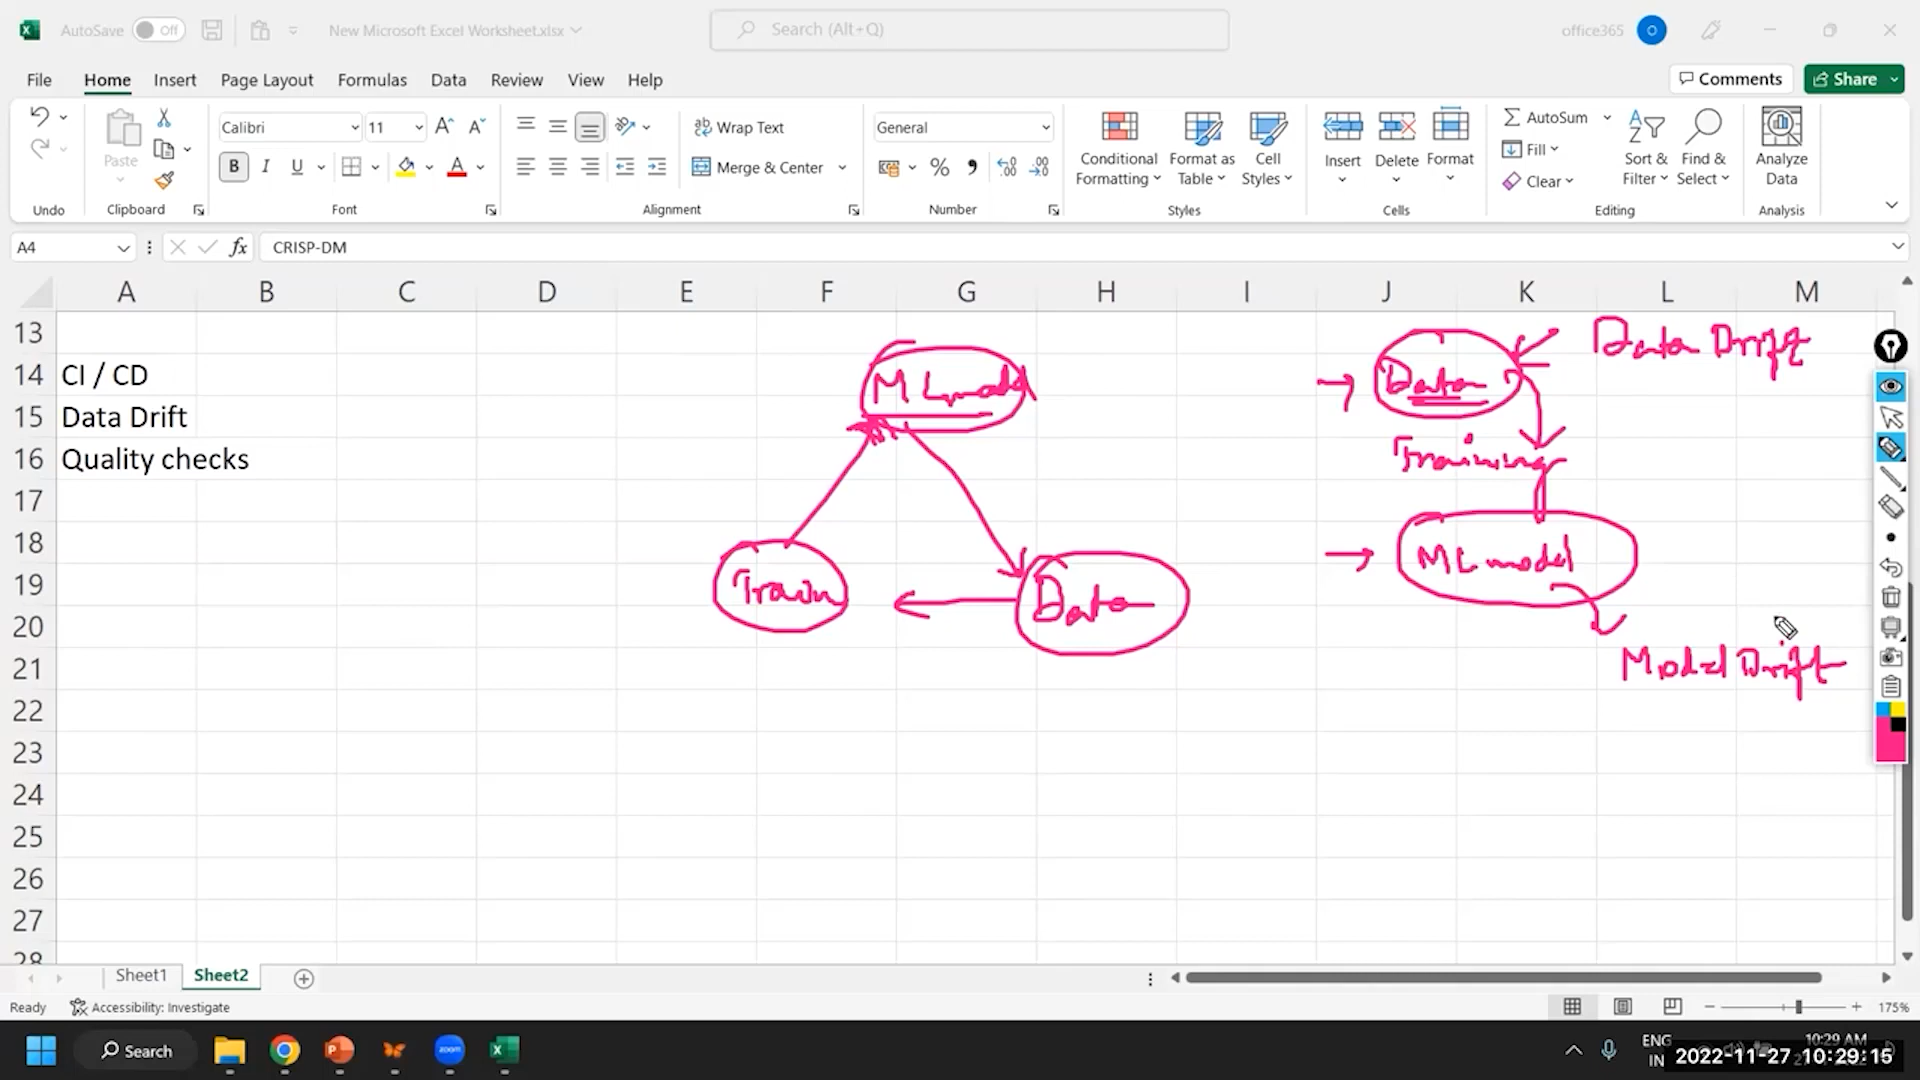 AutoSave Off New Microsoft Excel Worksheet.xlsx Search (Alt+Q) office365 O
File Home Insert Page Layout Formulas Data Review View Help Comments Share
Paste Calibri 11 B I U A A Wrap Text Merge & Center General % Conditional Formatting Format as Table Cell Styles Insert Delete Format AutoSum Fill Clear Sort & Filter Find & Select Analyze Data
Undo Clipboard Font Alignment Number Styles Cells Editing Analysis
A4 fx CRISP-DM
A B C D E F G H I J K L M
13 Data Drift
14 CI / CD ML model Data
15 Data Drift
16 Quality checks Training
17
18 ML model
19 Train Data
20
21 Model Drift
22
23
24
25
26
27
28
Sheet1 Sheet2
Ready Accessibility: Investigate 175%
Search zoom ENG IN 10:29 AM
2022-11-27 10:29:15